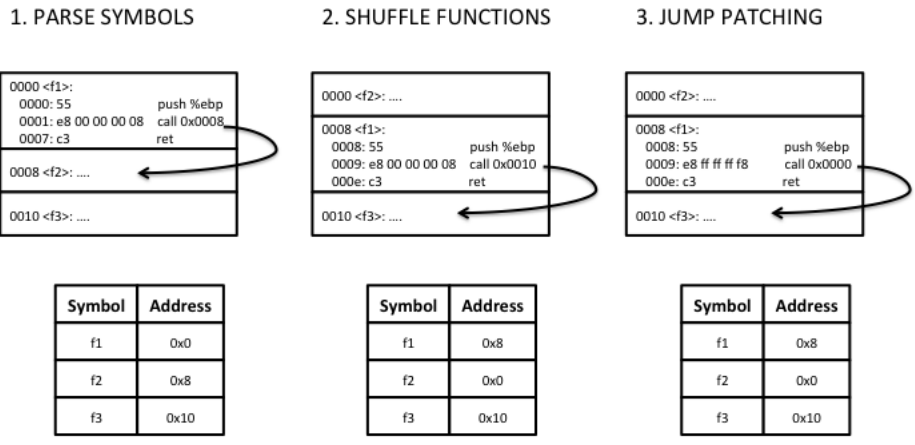 1. PARSE SYMBOLS
0000 <f1>:
0000: 55 push %ebp
0001: e8 00 00 00 08 call 0x0008
0007: c3 ret
0008 <f2>: ....
0010 <f3>: ....
Symbol Address
f1 0x0
f2 0x8
f3 0x10
2. SHUFFLE FUNCTIONS
0000 <f2>: ....
0008 <f1>:
0008: 55 push %ebp
0009: e8 00 00 00 08 call 0x0010
000e: c3 ret
0010 <f3>: ....
Symbol Address
f1 0x8
f2 0x0
f3 0x10
3. JUMP PATCHING
0000 <f2>: ....
0008 <f1>:
0008: 55 push %ebp
0009: e8 ff ff ff f8 call 0x0000
000e: c3 ret
0010 <f3>: ....
Symbol Address
f1 0x8
f2 0x0
f3 0x10